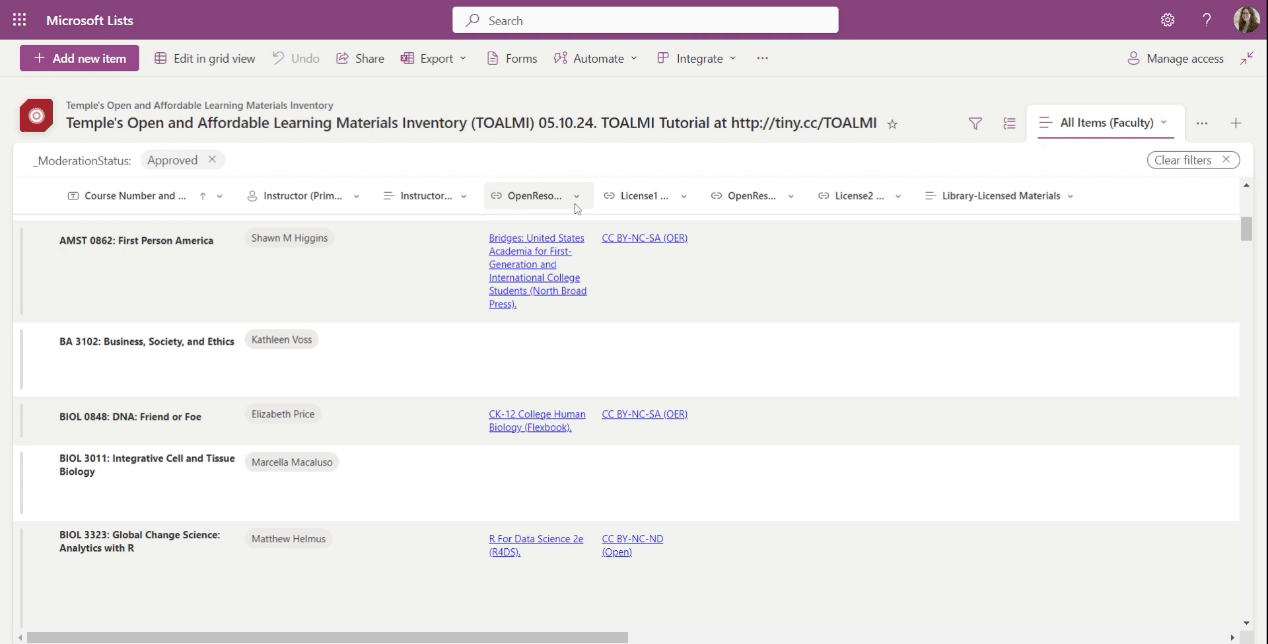 Microsoft Lists
Search
?
+ Add new item
Edit in grid view
Undo
Share
Export
Forms
Automate
Integrate
...
Manage access
Temple's Open and Affordable Learning Materials Inventory
Temple's Open and Affordable Learning Materials Inventory (TOALMI) 05.10.24. TOALMI Tutorial at http://tiny.cc/TOALMI
All Items (Faculty)
_ModerationStatus: Approved
Clear filters
Course Number and ... Instructor (Prim... Instructor... OpenReso... License1 ... OpenRes... License2 ... Library-Licensed Materials
AMST 0862: First Person America
Shawn M Higgins
Bridges: United States
Academia for First-
Generation and
International College
Students (North Broad
Press).
CC BY-NC-SA (OER)
BA 3102: Business, Society, and Ethics
Kathleen Voss
BIOL 0848: DNA: Friend or Foe
Elizabeth Price
CK-12 College Human
Biology (Flexbook).
CC BY-NC-SA (OER)
BIOL 3011: Integrative Cell and Tissue
Biology
Marcella Macaluso
BIOL 3323: Global Change Science:
Analytics with R
Matthew Helmus
R For Data Science 2e
(R4DS).
CC BY-NC-ND
(Open)